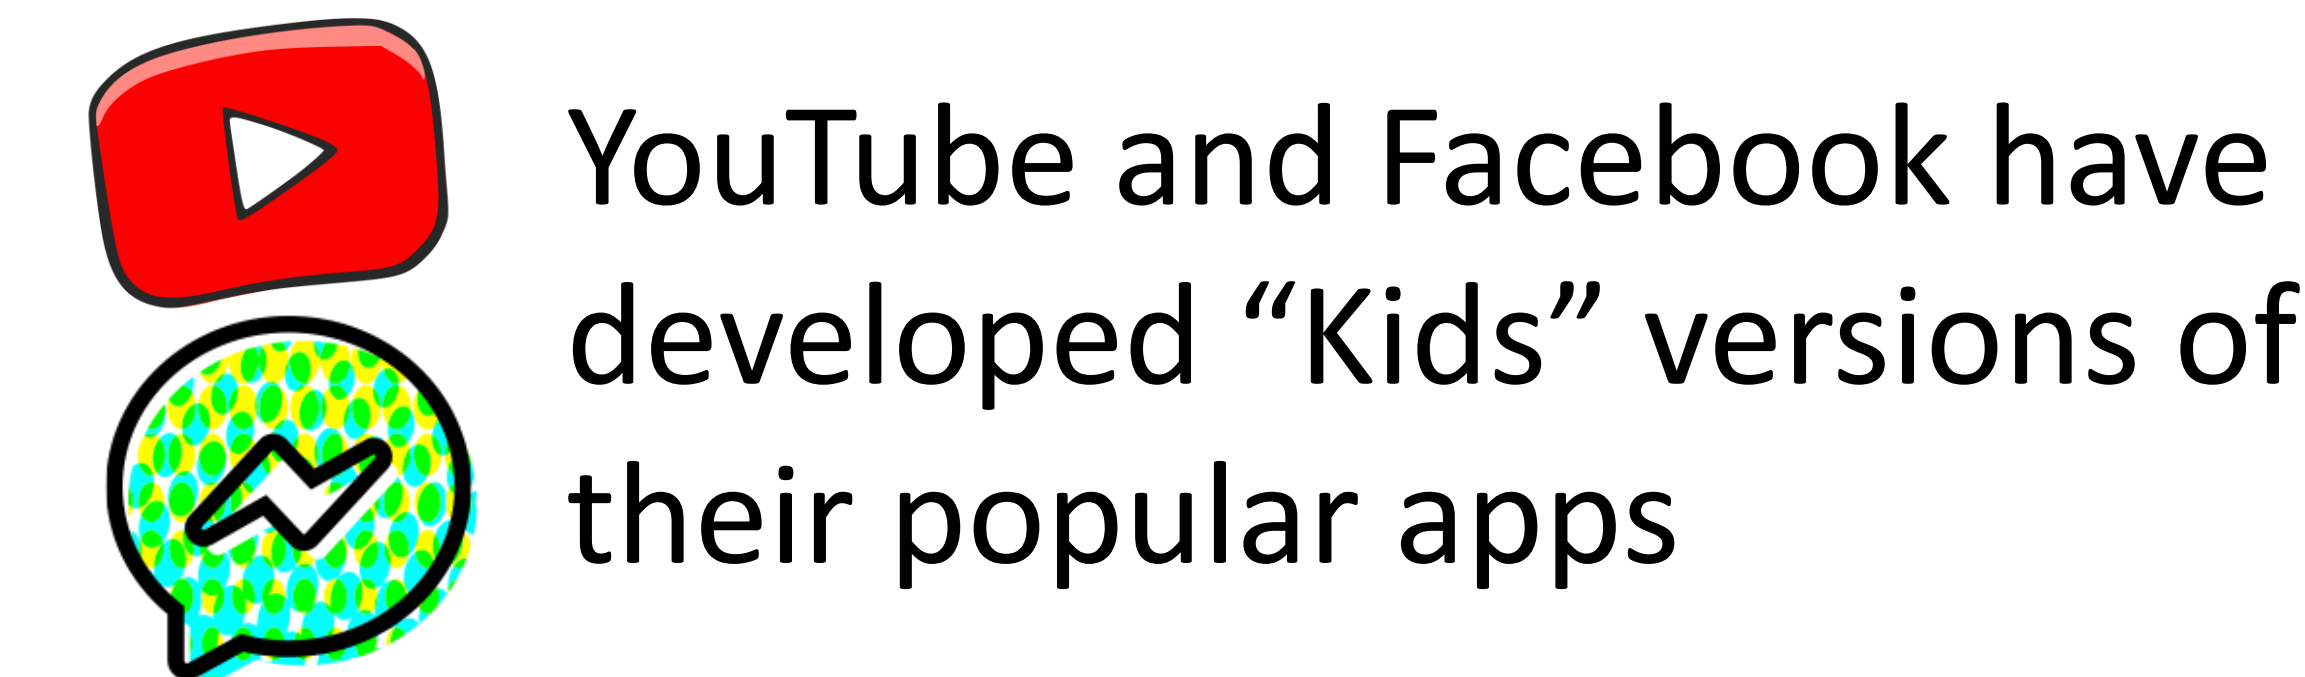 YouTube and Facebook have
developed “Kids” versions of
their popular apps